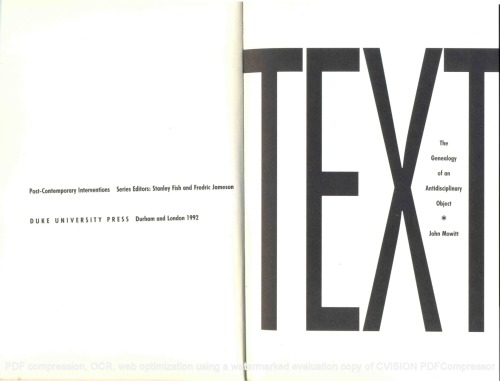 Post-Contemporary Interventions Series Editors: Stanley Fish and Fredric Jameson
DUKE UNIVERSITY PRESS Durham and London 1992
TEXT
The
Genealogy
of an
Antidisciplinary
Object
*
John Mowitt
PDF compression, OCR, web optimization using a watermarked evaluation copy of CVISION PDFCompressor